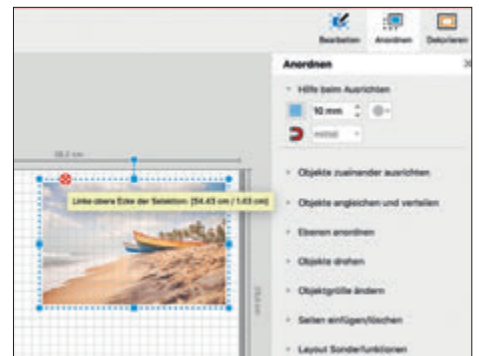 Bearbeiten Anordnen Dekorieren
Anordnen
Hilfe beim Ausrichten
10 mm
mittel
Objekte zueinander ausrichten
Linke obere Ecke der Selektion: [54.43 cm / 1.43 cm]
Objekte angleichen und verteilen
Ebenen anordnen
Objekte drehen
Objektgröße ändern
Seiten einfügen/löschen
Layout Sonderfunktionen